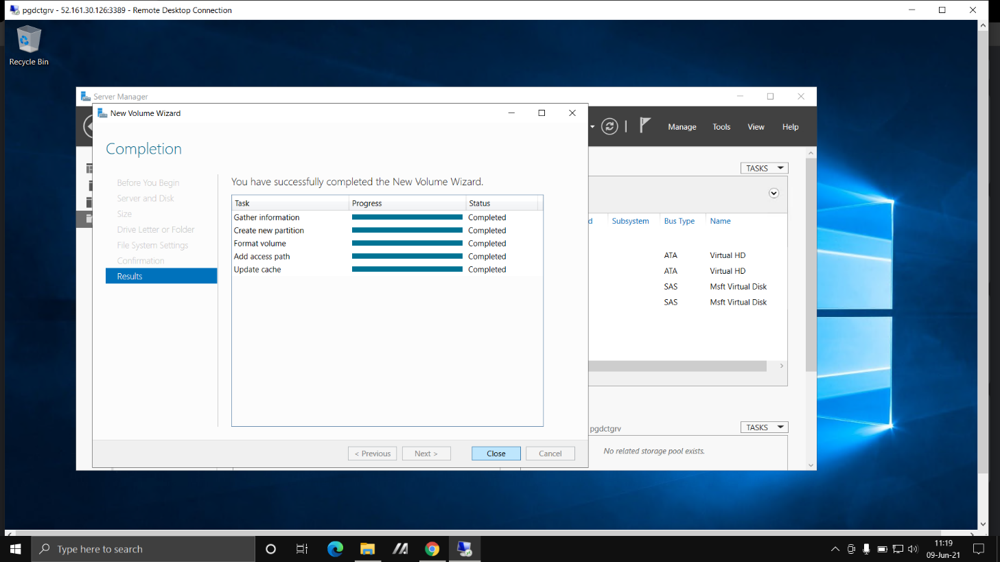 pgdctgrv - 52.161.30.126:3389 - Remote Desktop Connection
Recycle Bin
Server Manager
New Volume Wizard
Manage Tools View Help
Completion
TASKS
Before You Begin
Server and Disk
Size
Drive Letter or Folder
File System Settings
Confirmation
Results
You have successfully completed the New Volume Wizard.
Task Progress Status
Gather information Completed
Create new partition Completed
Format volume Completed
Add access path Completed
Update cache Completed
d Subsystem Bus Type Name
ATA Virtual HD
ATA Virtual HD
SAS Msft Virtual Disk
SAS Msft Virtual Disk
pgdctgrv TASKS
No related storage pool exists.
< Previous Next > Close Cancel
Type here to search
11:19
09-Jun-21